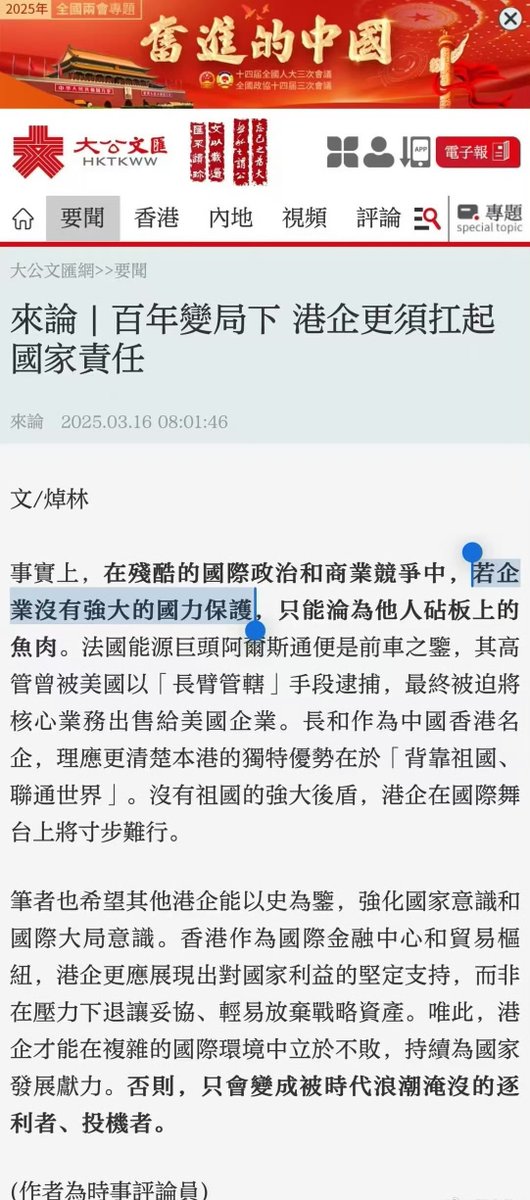 2025年 全國兩會專題
奮進的中國
十四屆全國人大三次會議
全國政協十四屆三次會議
大公文匯
HKTKWW
APP
電子報
要聞 香港 內地 視頻 評論 專題
special topic
大公文匯網>>要聞
來論 | 百年變局下 港企更須扛起
國家責任
來論 2025.03.16 08:01:46
文/焯林
事實上，在殘酷的國際政治和商業競爭中，若企
業沒有強大的國力保護，只能淪為他人砧板上的
魚肉。法國能源巨頭阿爾斯通便是前車之鑒，其高
管曾被美國以「長臂管轄」手段逮捕，最終被迫將
核心業務出售給美國企業。長和作為中國香港名
企，理應更清楚本港的獨特優勢在於「背靠祖國、
聯通世界」。沒有祖國的強大後盾，港企在國際舞
台上將寸步難行。
筆者也希望其他港企能以史為鑒，強化國家意識和
國際大局意識。香港作為國際金融中心和貿易樞
紐，港企更應展現出對國家利益的堅定支持，而非
在壓力下退讓妥協、輕易放棄戰略資產。唯此，港
企才能在複雜的國際環境中立於不敗，持續為國家
發展獻力。否則，只會變成被時代浪潮淹沒的逐
利者、投機者。
(作者為時事評論員)